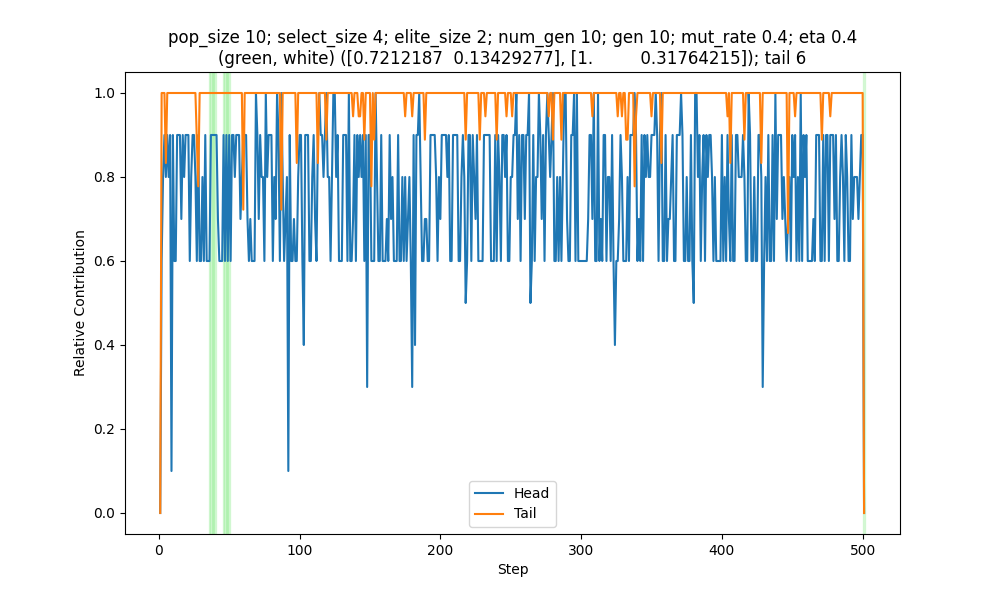 pop_size 10; select_size 4; elite_size 2; num_gen 10; gen 10; mut_rate 0.4; eta 0.4
(green, white) ([0.7212187  0.13429277], [1.         0.31764215]); tail 6
1.0
0.8
0.6
0.4
0.2
0.0
Relative Contribution
Head
Tail
0
100
200
300
400
500
Step